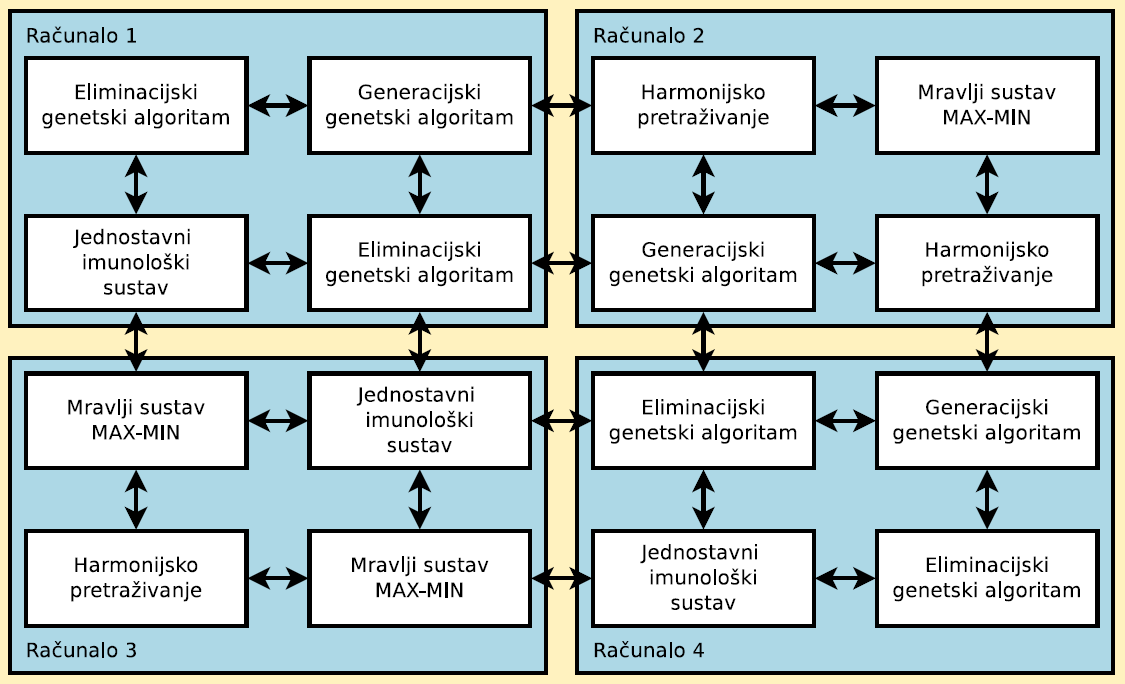 Računalo 1
Eliminacijski
genetski algoritam
Generacijski
genetski algoritam
Jednostavni
imunološki
sustav
Eliminacijski
genetski algoritam
Računalo 2
Harmonijsko
pretraživanje
Mravlji sustav
MAX-MIN
Generacijski
genetski algoritam
Harmonijsko
pretraživanje
Mravlji sustav
MAX-MIN
Jednostavni
imunološki
sustav
Harmonijsko
pretraživanje
Mravlji sustav
MAX-MIN
Računalo 3
Eliminacijski
genetski algoritam
Generacijski
genetski algoritam
Jednostavni
imunološki
sustav
Eliminacijski
genetski algoritam
Računalo 4